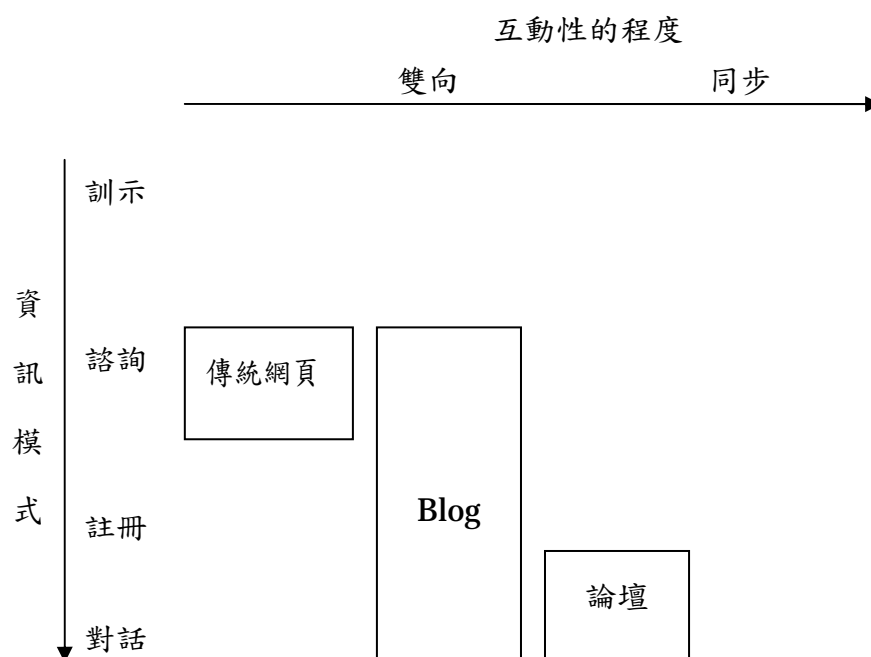 互動性的程度
雙向
同步
訓示
資訊模式
諮詢
傳統網頁
註冊
Blog
論壇
對話